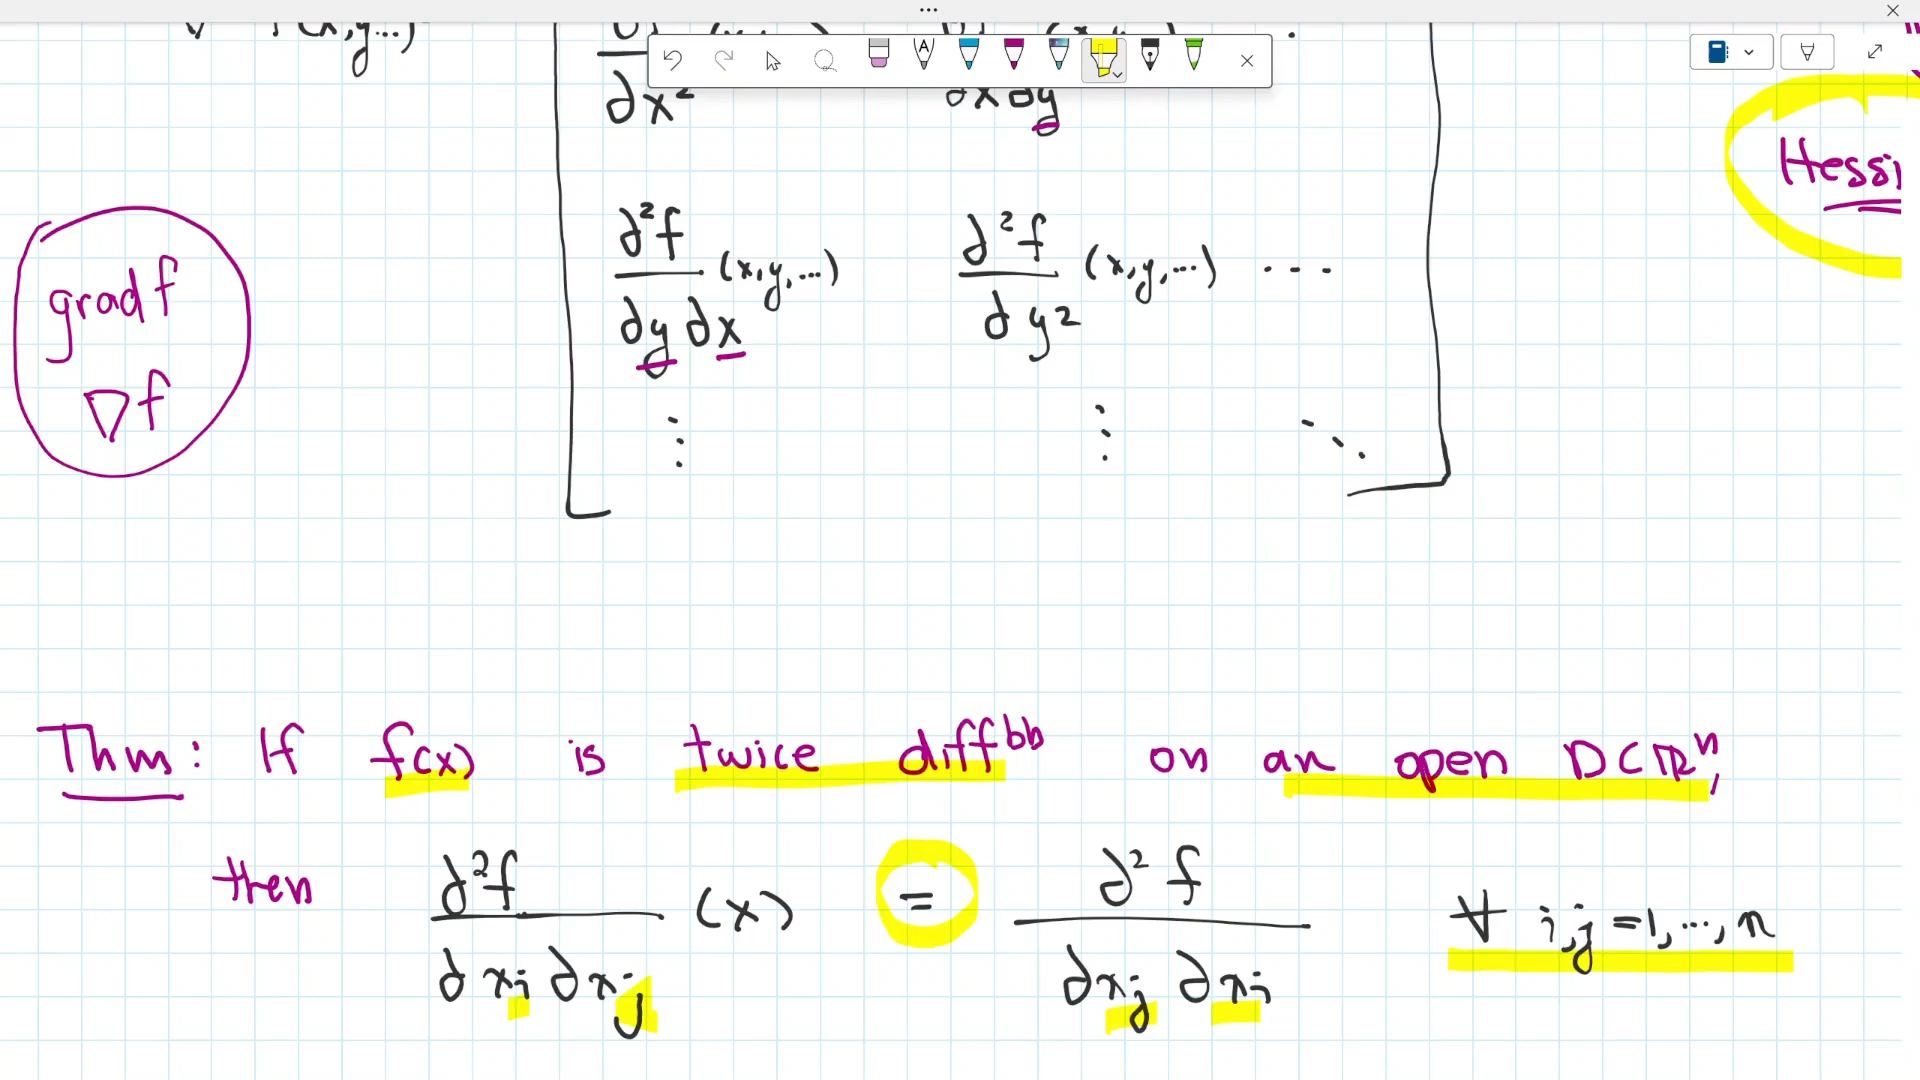 ∇² f(x,y...)
∂x² ∂x∂y
Hessi
∂²f/∂y∂x (x,y,...) ∂²f/∂y² (x,y,...) ...
grad f
∇f
⋮ ⋮ ⋱
Thm: If f(x) is twice diffbb on an open D⊂ℝⁿ,
then ∂²f/∂xi∂xj (x) = ∂²f/∂xj∂xi ∀ i,j=1,...,n